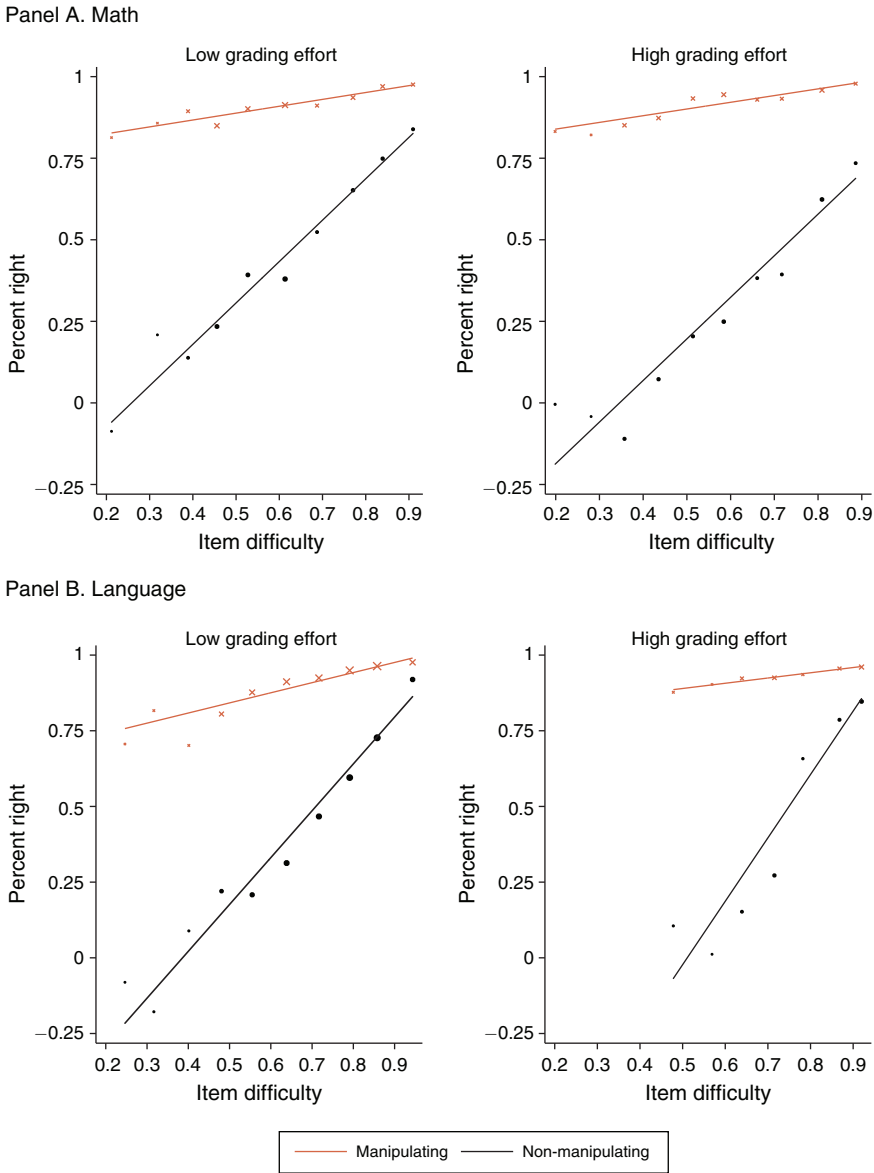 Panel A. Math
Low grading effort
High grading effort
1
0.75
0.5
0.25
0
−0.25
Percent right
0.2 0.3 0.4 0.5 0.6 0.7 0.8 0.9
Item difficulty
1
0.75
0.5
0.25
0
−0.25
Percent right
0.2 0.3 0.4 0.5 0.6 0.7 0.8 0.9
Item difficulty
Panel B. Language
Low grading effort
High grading effort
1
0.75
0.5
0.25
0
−0.25
Percent right
0.2 0.3 0.4 0.5 0.6 0.7 0.8 0.9
Item difficulty
1
0.75
0.5
0.25
0
−0.25
Percent right
0.2 0.3 0.4 0.5 0.6 0.7 0.8 0.9
Item difficulty
Manipulating Non-manipulating